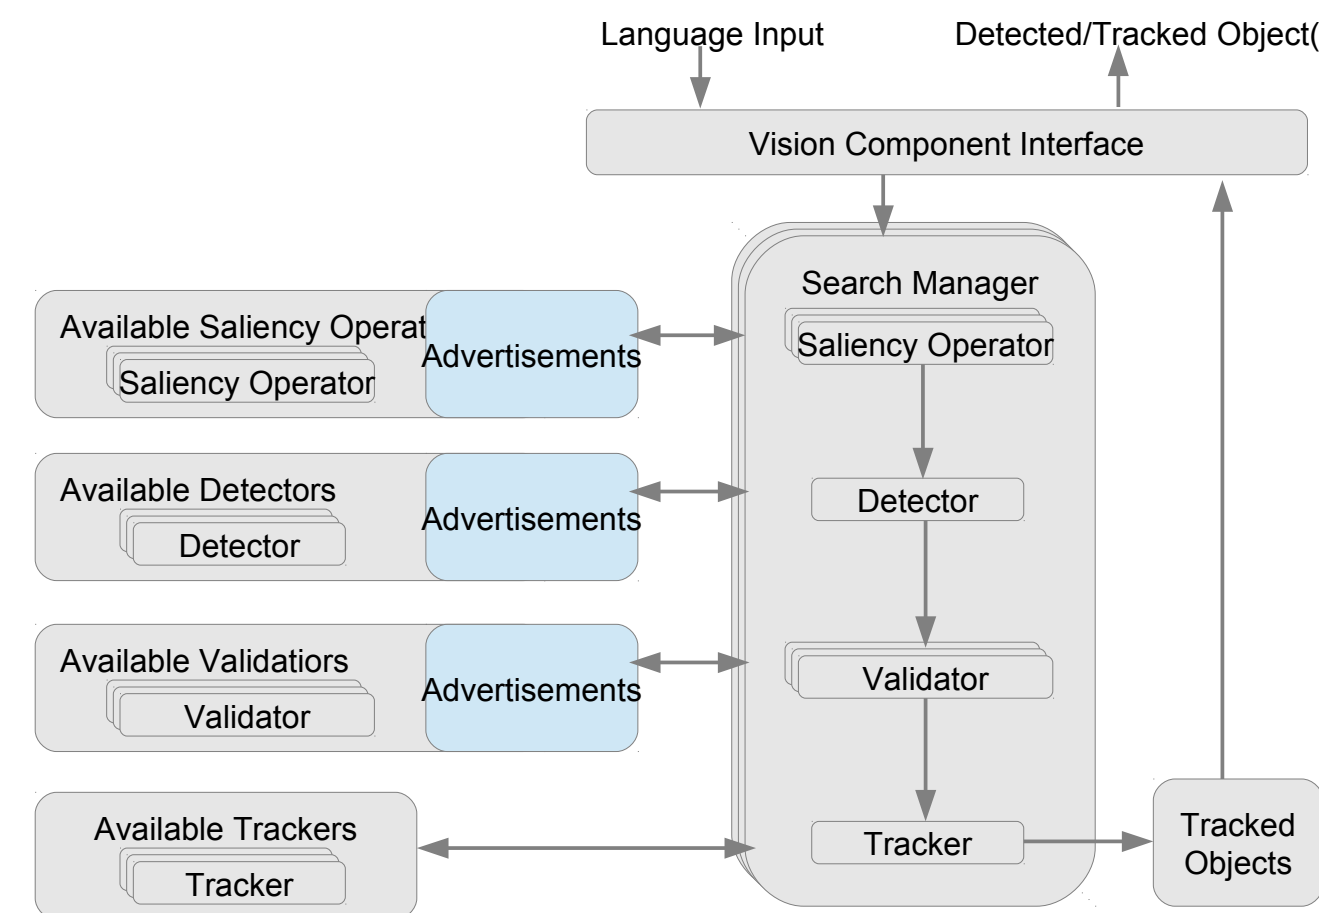 Language Input
Detected/Tracked Object(
Vision Component Interface
Search Manager
Saliency Operator
Detector
Validator
Tracker
Available Saliency Operat
Saliency Operator
Advertisements
Available Detectors
Detector
Advertisements
Available Validatiors
Validator
Advertisements
Available Trackers
Tracker
Tracked
Objects